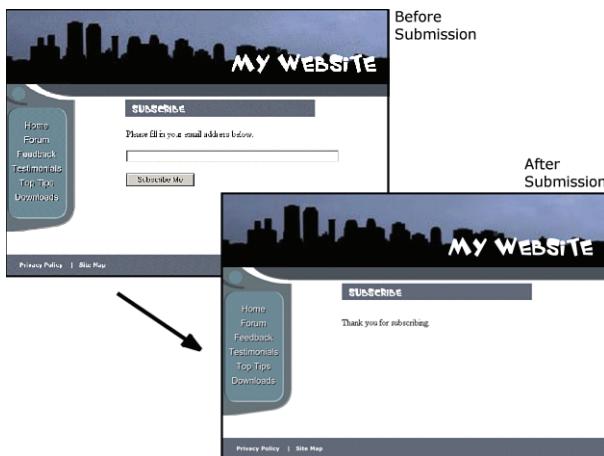 Before
Submission
MY WEBSITE
SUBSCRIBE
Home
Forum
Feedback
Testimonials
Top Tips
Downloads
Please fill in your email address below.
Subscribe Me
Privacy Policy | Site Map
After
Submission
MY WEBSITE
SUBSCRIBE
Home
Forum
Feedback
Testimonials
Top Tips
Downloads
Thank you for subscribing.
Privacy Policy | Site Map